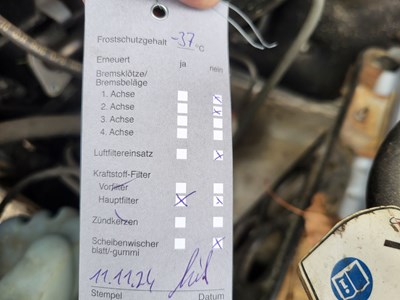 Frostschutzgehalt -37 °C
Erneuert ja nein
Bremsklötze/
Bremsbeläge
1. Achse
2. Achse
3. Achse
4. Achse
Luftfiltereinsatz
Kraftstoff-Filter
Vorfilter
Hauptfilter
Zündkerzen
Scheibenwischer
blatt/-gummi
11.11.24
Stempel Datum